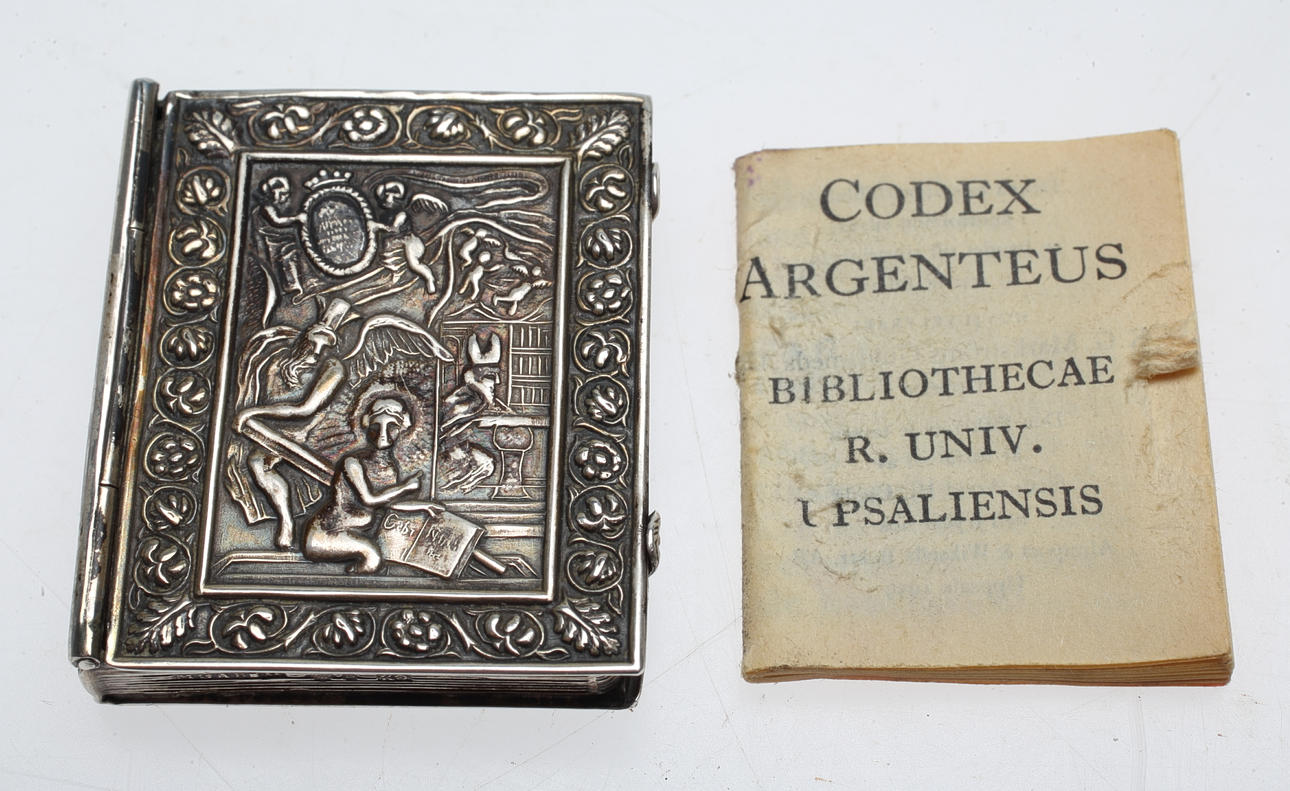 CODEX
ARGENTEUS
BIBLIOTHECAE
R. UNIV.
UPSALIENSIS